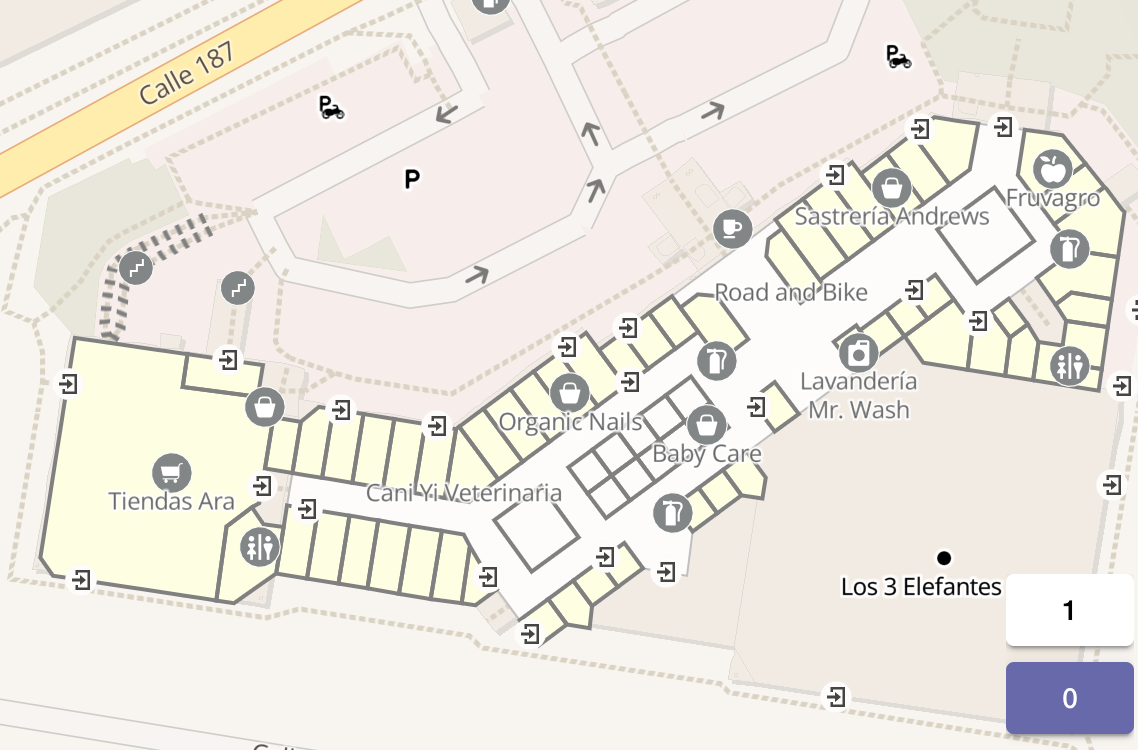 Calle 187
P
P
P
Fruvagro
Sastrería Andrews
Road and Bike
Lavandería
Mr. Wash
Organic Nails
Baby Care
Cani Yi Veterinaria
Tiendas Ara
Los 3 Elefantes
1
0